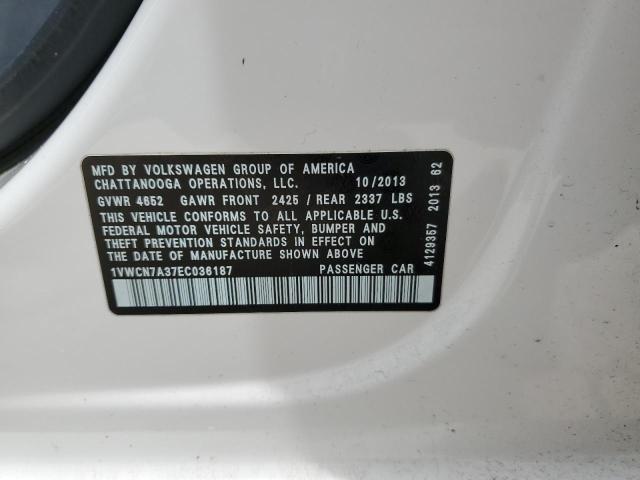 MFD BY VOLKSWAGEN GROUP OF AMERICA
CHATTANOOGA OPERATIONS, LLC. 10/2013
GVWR 4652 GAWR FRONT 2425 / REAR 2337 LBS
THIS VEHICLE CONFORMS TO ALL APPLICABLE U.S.
FEDERAL MOTOR VEHICLE SAFETY, BUMPER AND
THEFT PREVENTION STANDARDS IN EFFECT ON
THE DATE OF MANUFACTURE SHOWN ABOVE
1VWCN7A37EC036187 PASSENGER CAR
4129357 2013 62